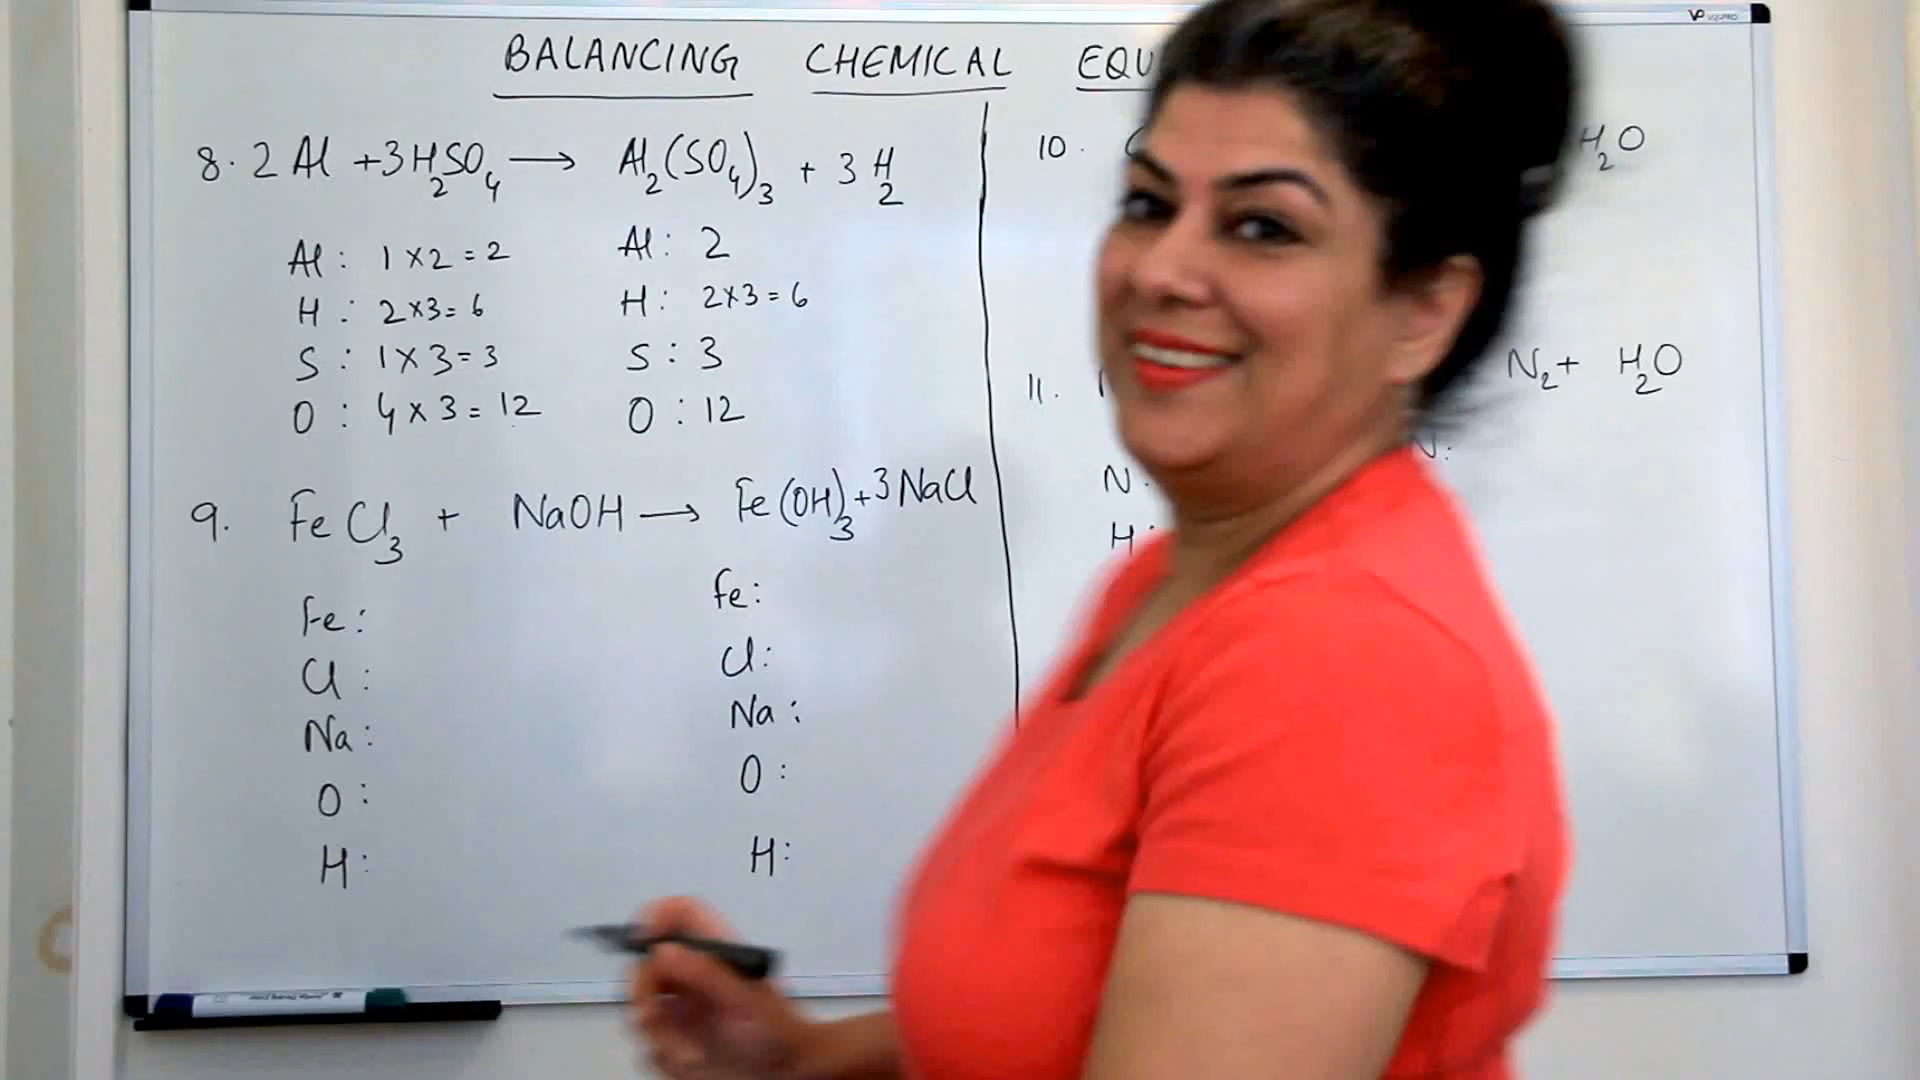 BALANCING CHEMICAL EQU
8. 2 Al + 3 H2SO4 ⟶ Al2(SO4)3 + 3 H2
Al : 1 × 2 = 2
H : 2 × 3 = 6
S : 1 × 3 = 3
O : 4 × 3 = 12
Al : 2
H : 2 × 3 = 6
S : 3
O : 12
9. FeCl3 + NaOH ⟶ Fe(OH)3 + 3 NaCl
Fe :
Cl :
Na :
O :
H :
Fe :
Cl :
Na :
O :
H :
10. H2O
11. N2 + H2O
N :
H :
N :